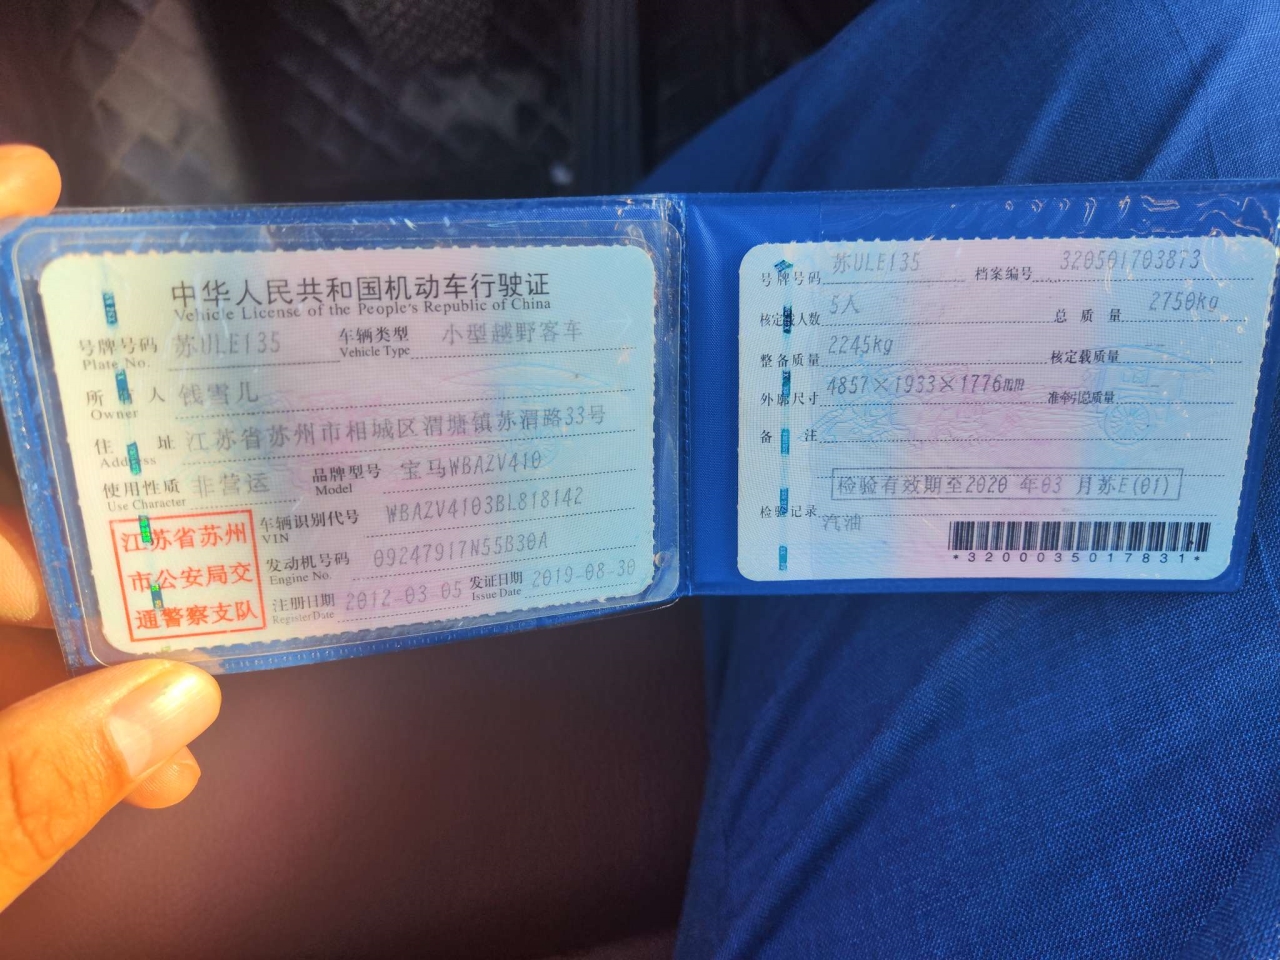 中华人民共和国机动车行驶证
Vehicle License of the People's Republic of China
号牌号码 苏ULE135 车辆类型 小型越野客车
Plate No. Vehicle Type
所有人 钱雪儿
Owner
住址 江苏省苏州市相城区渭塘镇苏渭路33号
Address
使用性质 非营运 品牌型号 宝马WBAZV410
Use Character Model
江苏省苏州
市公安局交
通警察支队
车辆识别代号 WBAZV4103BL818142
VIN
发动机号码 09247917N55B30A
Engine No.
注册日期 2012-03-05 发证日期 2019-08-30
Register Date Issue Date
号牌号码 苏ULE135 档案编号 320501703873
核定载人数 5人 总质量 2750kg
整备质量 2245kg 核定载质量 --
外廓尺寸 4857×1933×1776mm 准牵引总质量 --
备注
检验有效期至2020 年03 月苏E(01)
检验记录
汽油
*3200035017831*